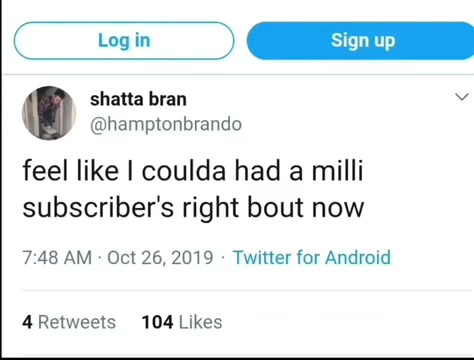 Log in Sign up
shatta bran
@hamptonbrando
feel like I coulda had a milli
subscriber's right bout now
7:48 AM · Oct 26, 2019 · Twitter for Android
4 Retweets 104 Likes